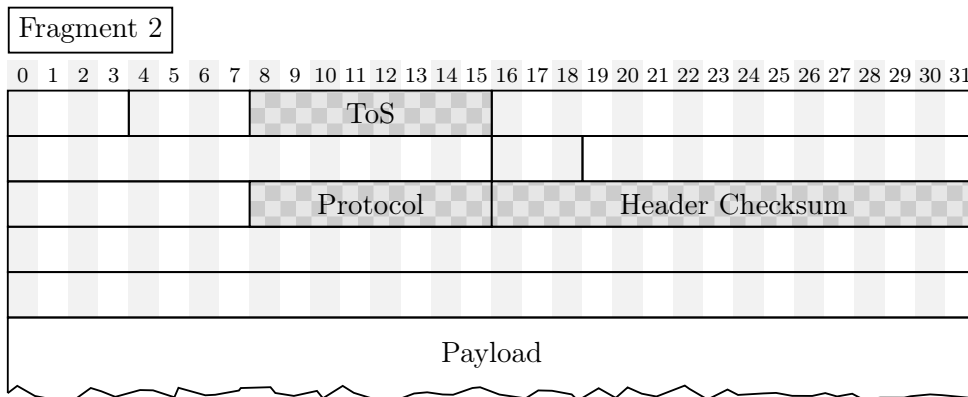 Fragment 2
0 1 2 3 4 5 6 7 8 9 10 11 12 13 14 15 16 17 18 19 20 21 22 23 24 25 26 27 28 29 30 31
ToS
Protocol Header Checksum
Payload